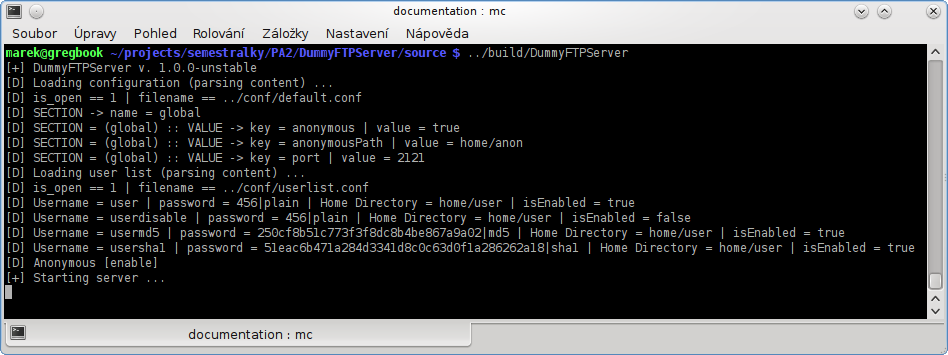 documentation : mc
Soubor Úpravy Pohled Rolování Záložky Nastavení Nápověda
marek@gregbook ~/projects/semestralky/PA2/DummyFTPServer/source $ ../build/DummyFTPServer
[+] DummyFTPServer v. 1.0.0-unstable
[D] Loading configuration (parsing content) ...
[D] is_open == 1 | filename == ../conf/default.conf
[D] SECTION -> name = global
[D] SECTION = (global) :: VALUE -> key = anonymous | value = true
[D] SECTION = (global) :: VALUE -> key = anonymousPath | value = home/anon
[D] SECTION = (global) :: VALUE -> key = port | value = 2121
[D] Loading user list (parsing content) ...
[D] is_open == 1 | filename == ../conf/userlist.conf
[D] Username = user | password = 456|plain | Home Directory = home/user | isEnabled = true
[D] Username = userdisable | password = 456|plain | Home Directory = home/user | isEnabled = false
[D] Username = usermd5 | password = 250cf8b51c773f3f8dc8b4be867a9a02|md5 | Home Directory = home/user | isEnabled = true
[D] Username = usersha1 | password = 51eac6b471a284d3341d8c0c63d0f1a286262a18|sha1 | Home Directory = home/user | isEnabled = true
[D] Anonymous [enable]
[+] Starting server ...
documentation : mc